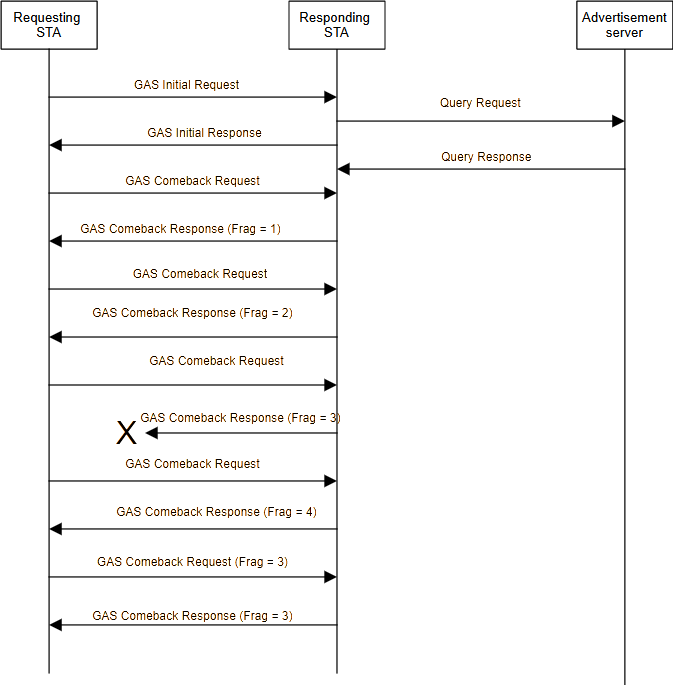 Requesting
STA
Responding
STA
Advertisement
server
GAS Initial Request
Query Request
GAS Initial Response
Query Response
GAS Comeback Request
GAS Comeback Response (Frag = 1)
GAS Comeback Request
GAS Comeback Response (Frag = 2)
GAS Comeback Request
GAS Comeback Response (Frag = 3)
X
GAS Comeback Request
GAS Comeback Response (Frag = 4)
GAS Comeback Request (Frag = 3)
GAS Comeback Response (Frag = 3)